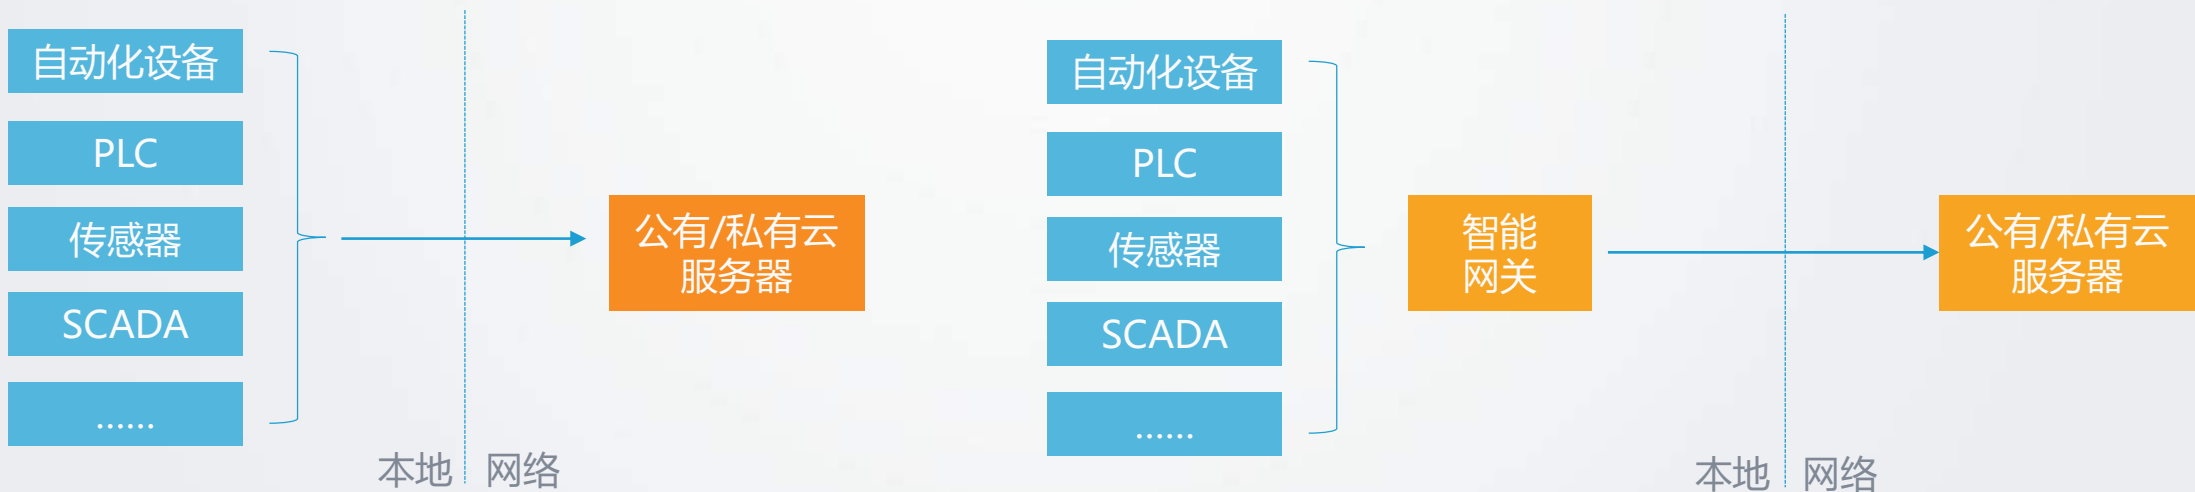 自动化设备
PLC
传感器
SCADA
......
本地
网络
公有/私有云
服务器
自动化设备
PLC
传感器
SCADA
......
智能
网关
本地
网络
公有/私有云
服务器